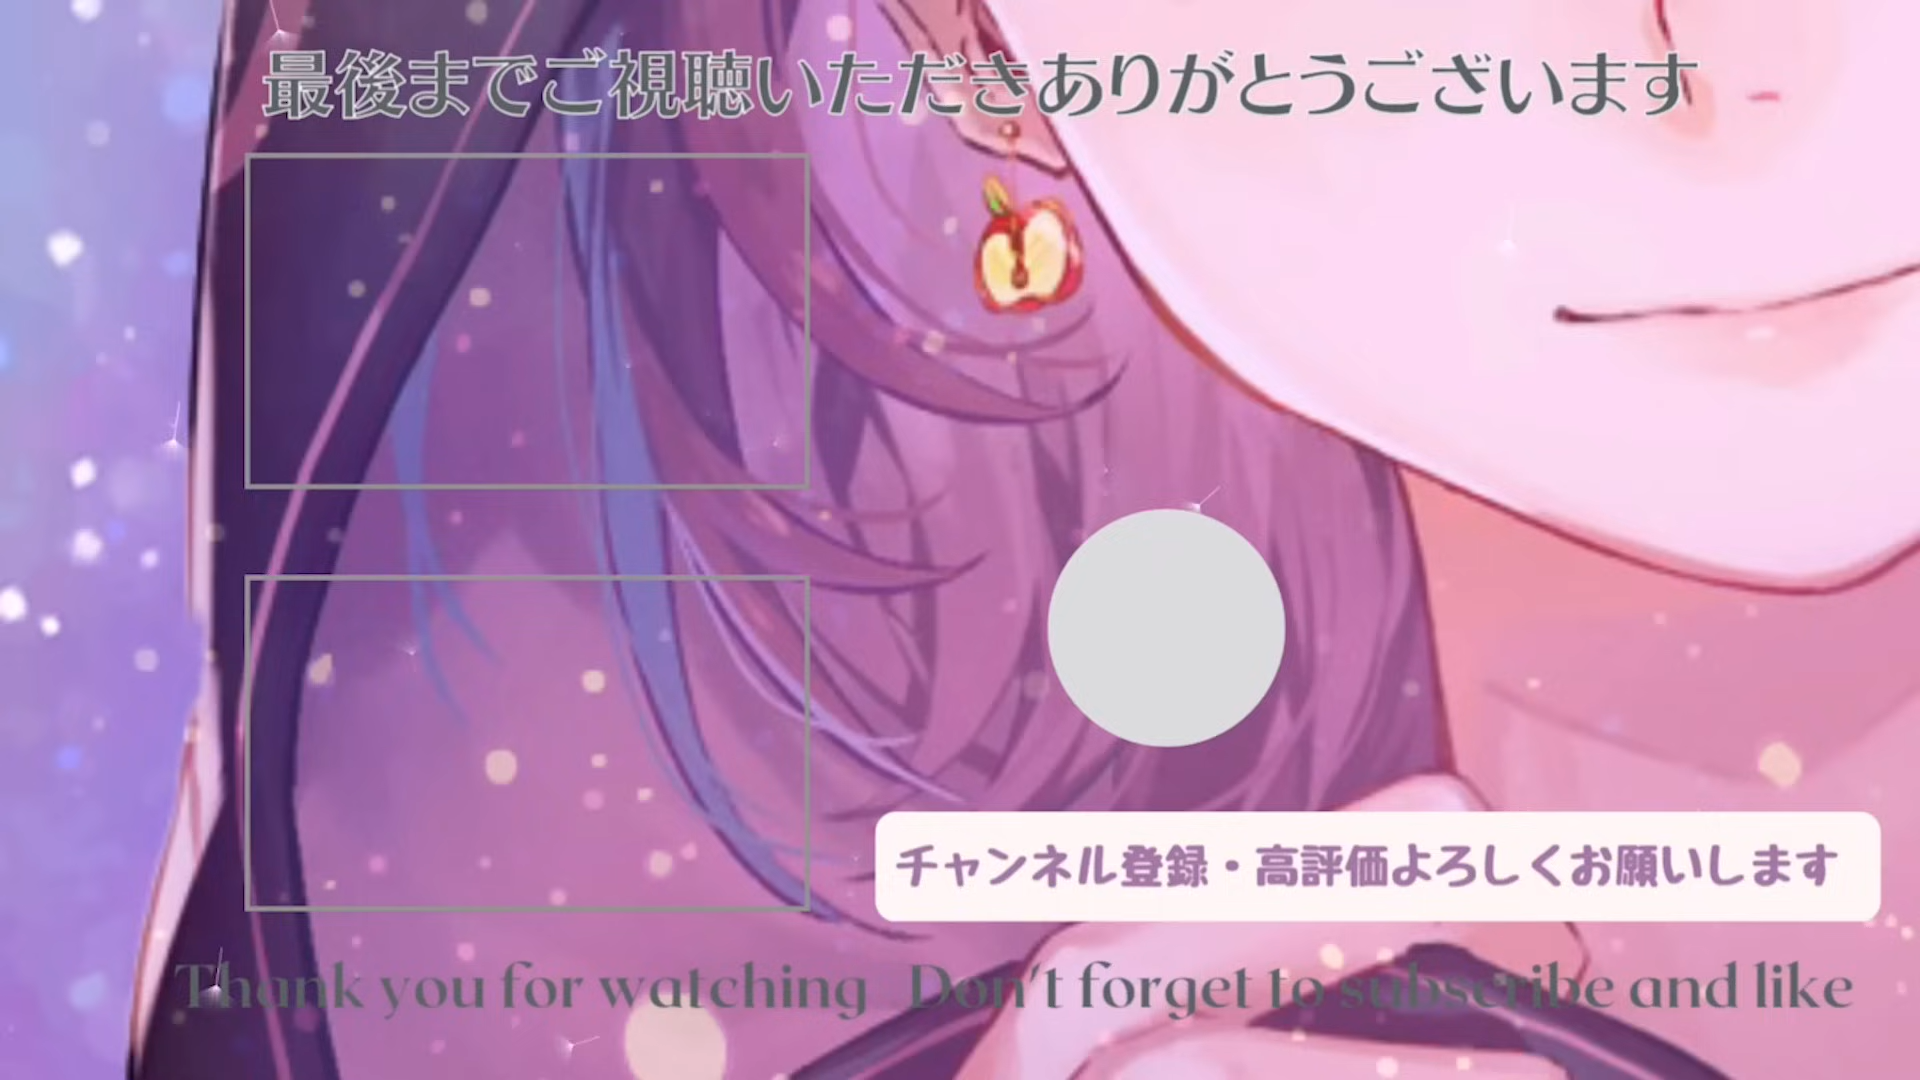 最後までご視聴いただきありがとうございます
チャンネル登録・高評価よろしくお願いします
Thank you for watching Don't forget to subscribe and like